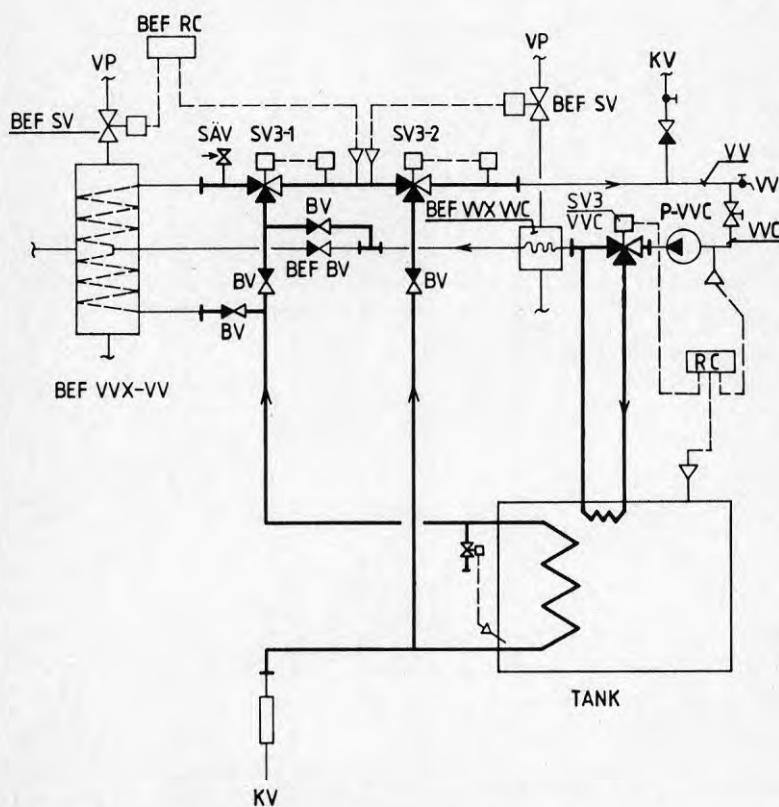 BEF RC
VP
VP
KV
BEF SV
BEF SV
SÄV
SV3-1
SV3-2
VV
VV
BEF VVX VVC
SV3
VVC
P-VVC
VVC
BV
BEF BV
BV
BV
BV
RC
BEF VVX-VV
TANK
KV